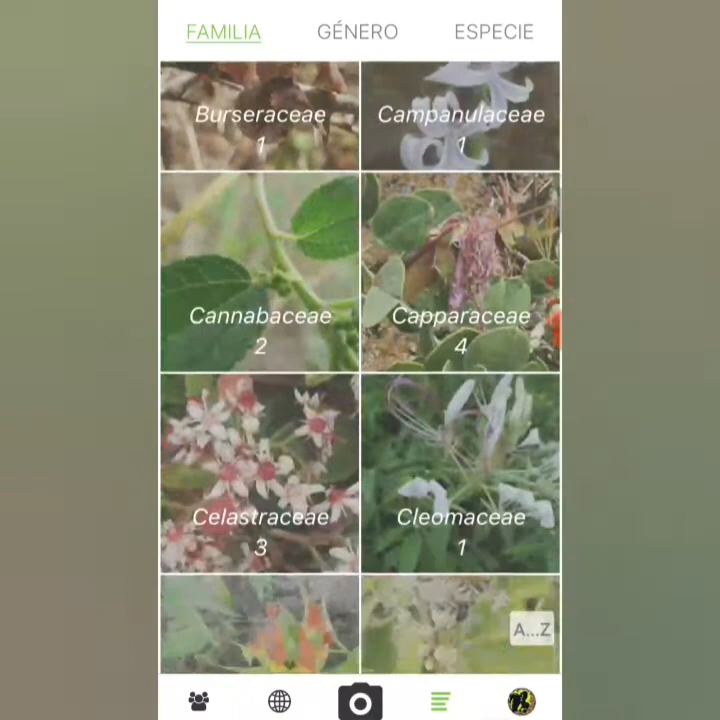 FAMILIA GÉNERO ESPECIE
Burseraceae
1
Campanulaceae
1
Cannabaceae
2
Capparaceae
4
Celastraceae
3
Cleomaceae
1
A...Z